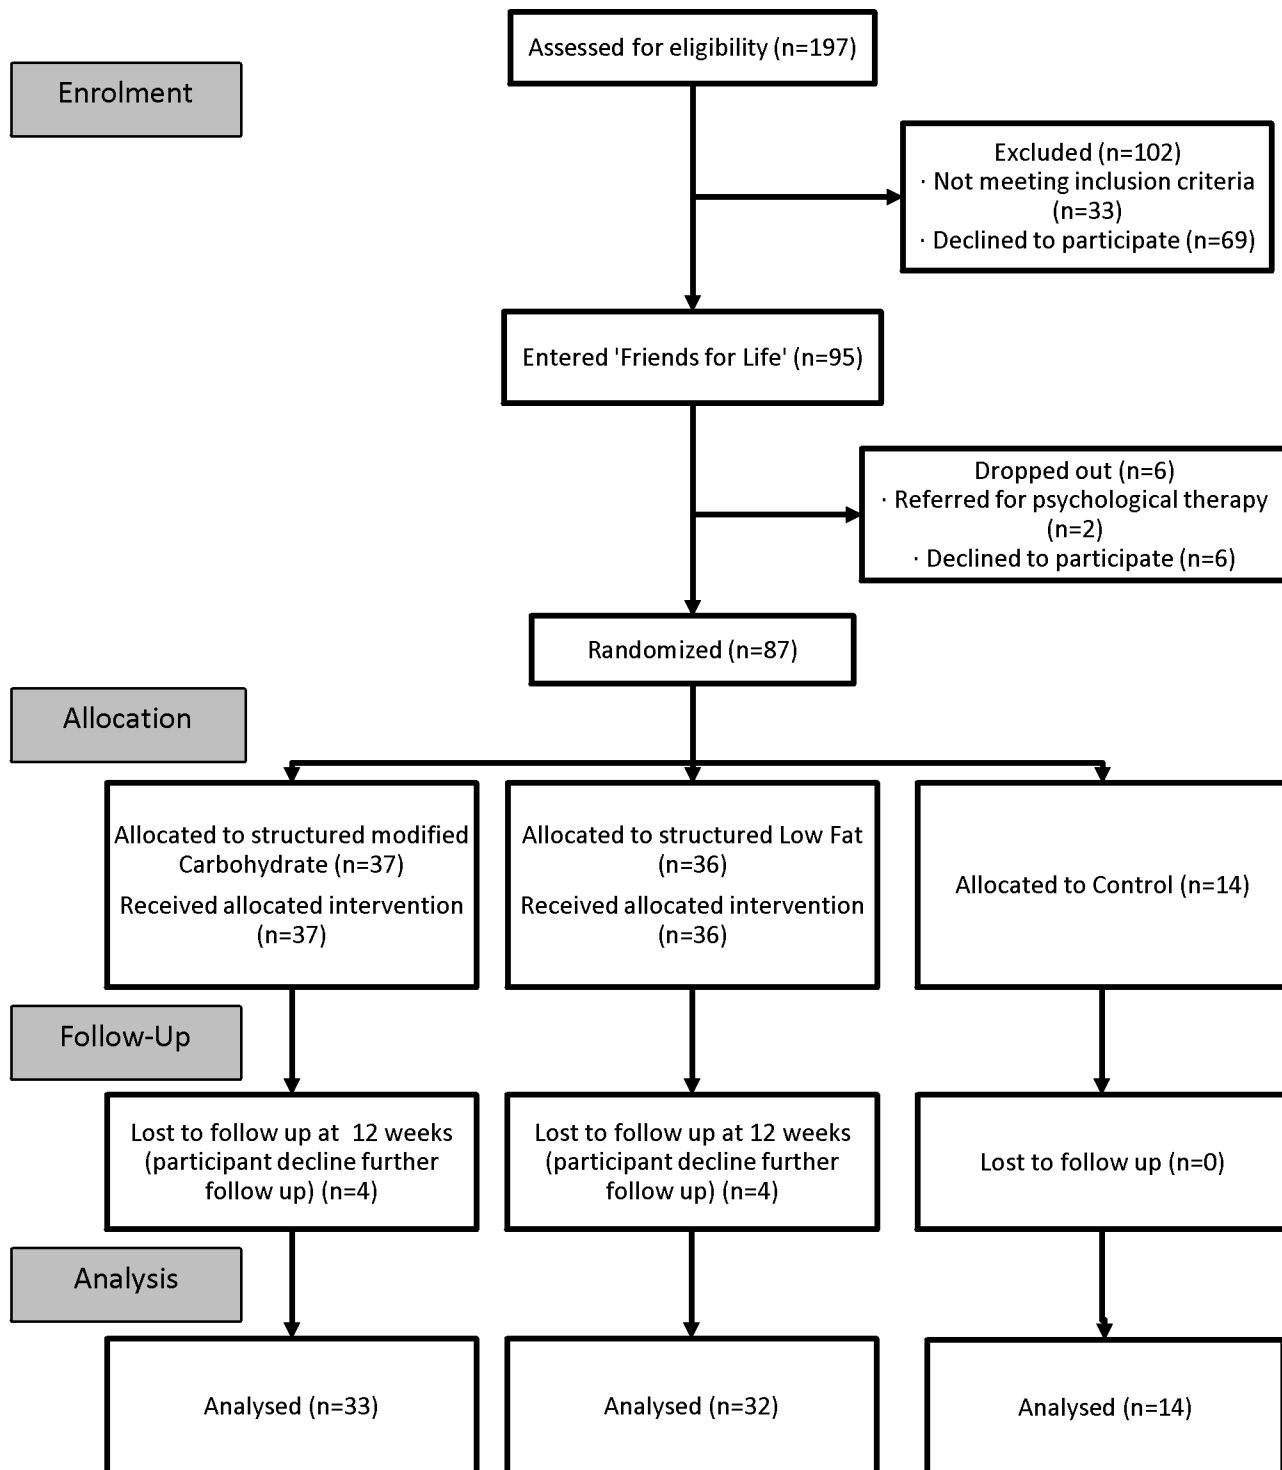 Assessed for eligibility (n=197)
Enrolment
Excluded (n=102)
· Not meeting inclusion criteria
(n=33)
· Declined to participate (n=69)
Entered 'Friends for Life' (n=95)
Dropped out (n=6)
· Referred for psychological therapy
(n=2)
· Declined to participate (n=6)
Randomized (n=87)
Allocation
Allocated to structured modified
Carbohydrate (n=37)
Received allocated intervention
(n=37)
Allocated to structured Low Fat
(n=36)
Received allocated intervention
(n=36)
Allocated to Control (n=14)
Follow-Up
Lost to follow up at 12 weeks
(participant decline further
follow up) (n=4)
Lost to follow up at 12 weeks
(participant decline further
follow up) (n=4)
Lost to follow up (n=0)
Analysis
Analysed (n=33)
Analysed (n=32)
Analysed (n=14)